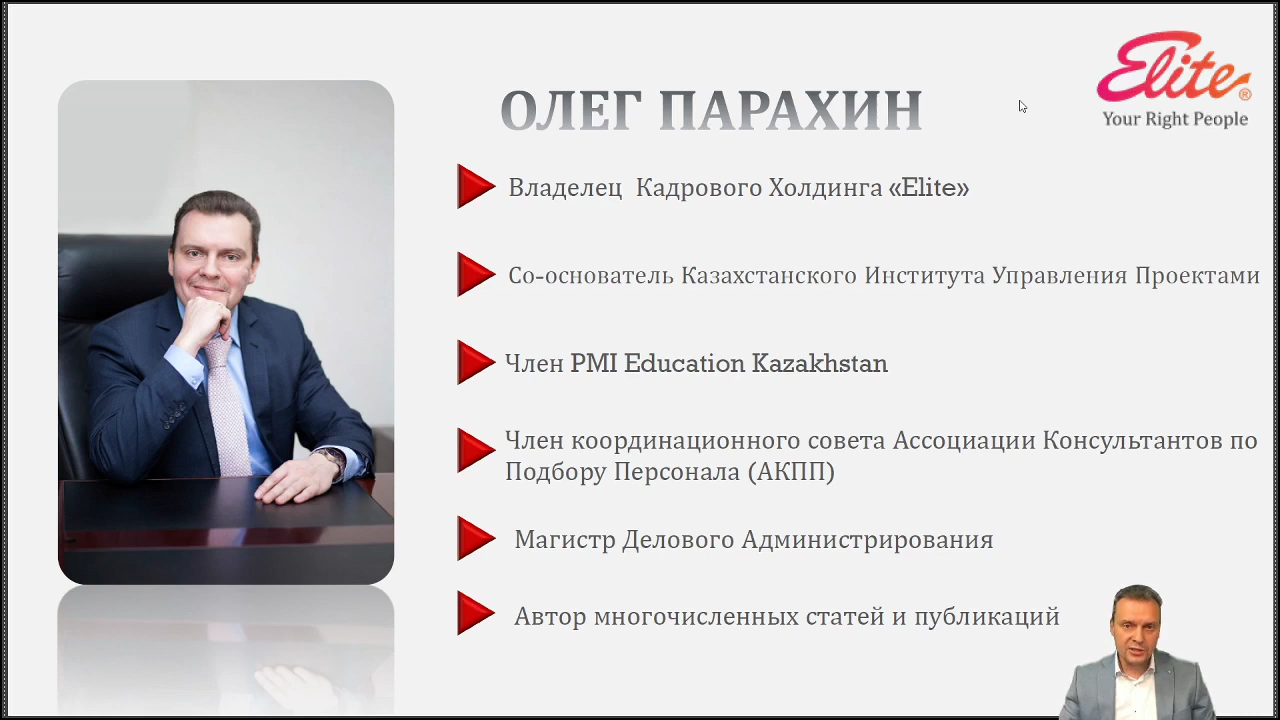 Elite®
Your Right People
ОЛЕГ ПАРАХИН
Владелец Кадрового Холдинга «Elite»
Со-основатель Казахстанского Института Управления Проектами
Член PMI Education Kazakhstan
Член координационного совета Ассоциации Консультантов по
Подбору Персонала (АКПП)
Магистр Делового Администрирования
Автор многочисленных статей и публикаций